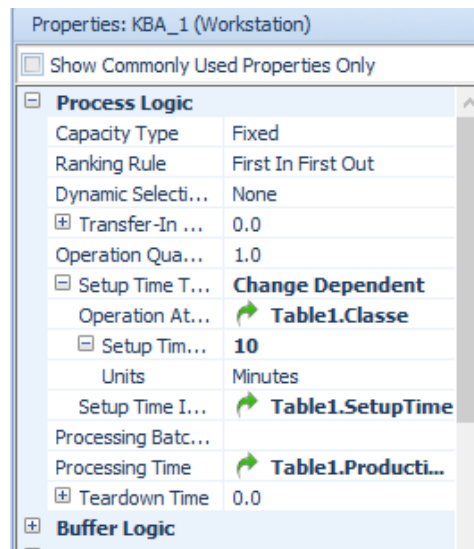 Properties: KBA_1 (Workstation)
Show Commonly Used Properties Only
Process Logic
Capacity Type Fixed
Ranking Rule First In First Out
Dynamic Selecti... None
Transfer-In ... 0.0
Operation Qua... 1.0
Setup Time T... Change Dependent
Operation At... Table1.Classe
Setup Tim... 10
Units Minutes
Setup Time I... Table1.SetupTime
Processing Batc...
Processing Time Table1.Producti...
Teardown Time 0.0
Buffer Logic